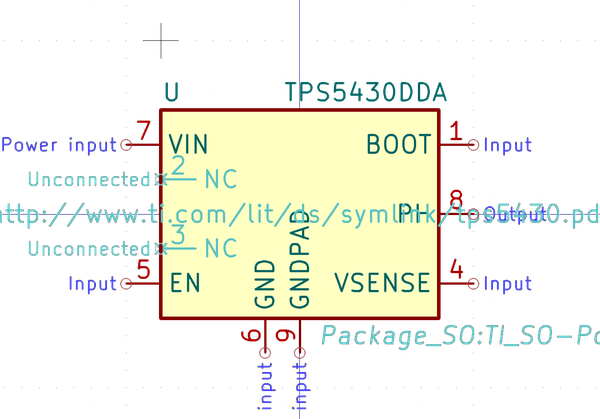 U TPS5430DDA
Power input 7 VIN BOOT 1 Input
Unconnected 2 NC
http://www.ti.com/lit/ds/symlink/tps5430.pd
PH 8 Output
Unconnected 3 NC
Input 5 EN VSENSE 4 Input
GND GNDPAD
6 9
Package_SO:TI_SO-Po
input input